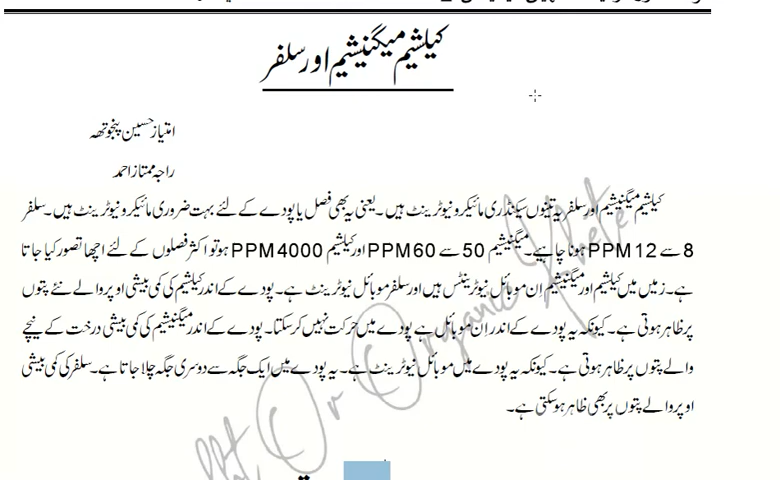 کیلشیم میگنیشیم اور سلفر
امتیاز حسین پنجوتھہ
راجہ ممتاز احمد
کیلشیم میگنیشیم اور سلفر یہ تینوں سیکنڈری مائیکرو نیوٹرینٹ ہیں۔ یعنی یہ بھی فصل یا پودے کے لئے بہت ضروری مائیکرو نیوٹرینٹ ہیں۔ سلفر
8 سے 12 PPM ہونا چاہیے۔ میگنیشیم 50 سے 60 PPM اور کیلشیم 4000 PPM ہو تو اکثر فصلوں کے لئے اچھا تصور کیا جاتا
ہے۔ زمیں میں کیلشیم اور میگنیشیم اِن موبائل نیوٹرینٹس ہیں اور سلفر موبائل نیوٹرینٹ ہے۔ پودے کے اندر کیلشیم کی کمی بیشی اوپر والے نئے پتوں
پر ظاہر ہوتی ہے۔ کیونکہ یہ پودے کے اندر ان موبائل ہے پودے میں حرکت نہیں کر سکتا۔ پودے کے اندر میگنیشیم کی کمی بیشی درخت کے نیچے
والے پتوں پر ظاہر ہوتی ہے۔ کیونکہ یہ پودے میں موبائل نیوٹرینٹ ہے۔ یہ پودے میں ایک جگہ سے دوسری جگہ چلا جاتا ہے۔ سلفر کی کمی بیشی
اوپر والے پتوں پر بھی ظاہر ہو سکتی ہے۔
Dr Organic